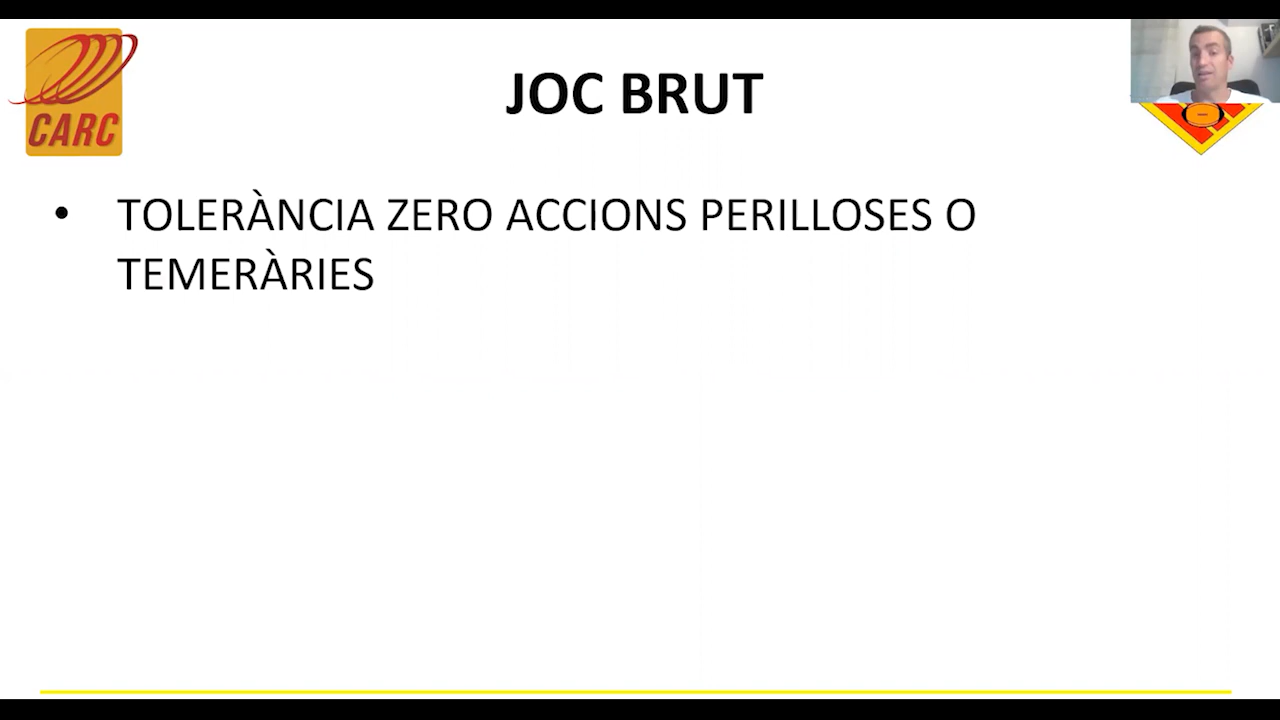 CARC
JOC BRUT
• TOLERÀNCIA ZERO ACCIONS PERILLOSES O
TEMERÀRIES